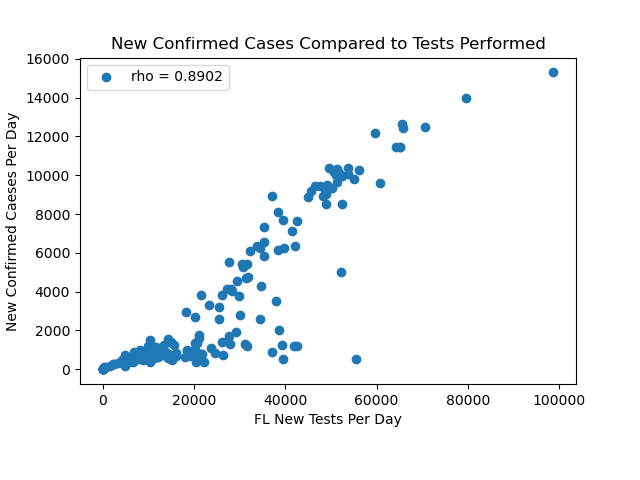 New Confirmed Cases Compared to Tests Performed
rho = 0.8902
New Confirmed Caeses Per Day
16000
14000
12000
10000
8000
6000
4000
2000
0
0 20000 40000 60000 80000 100000
FL New Tests Per Day